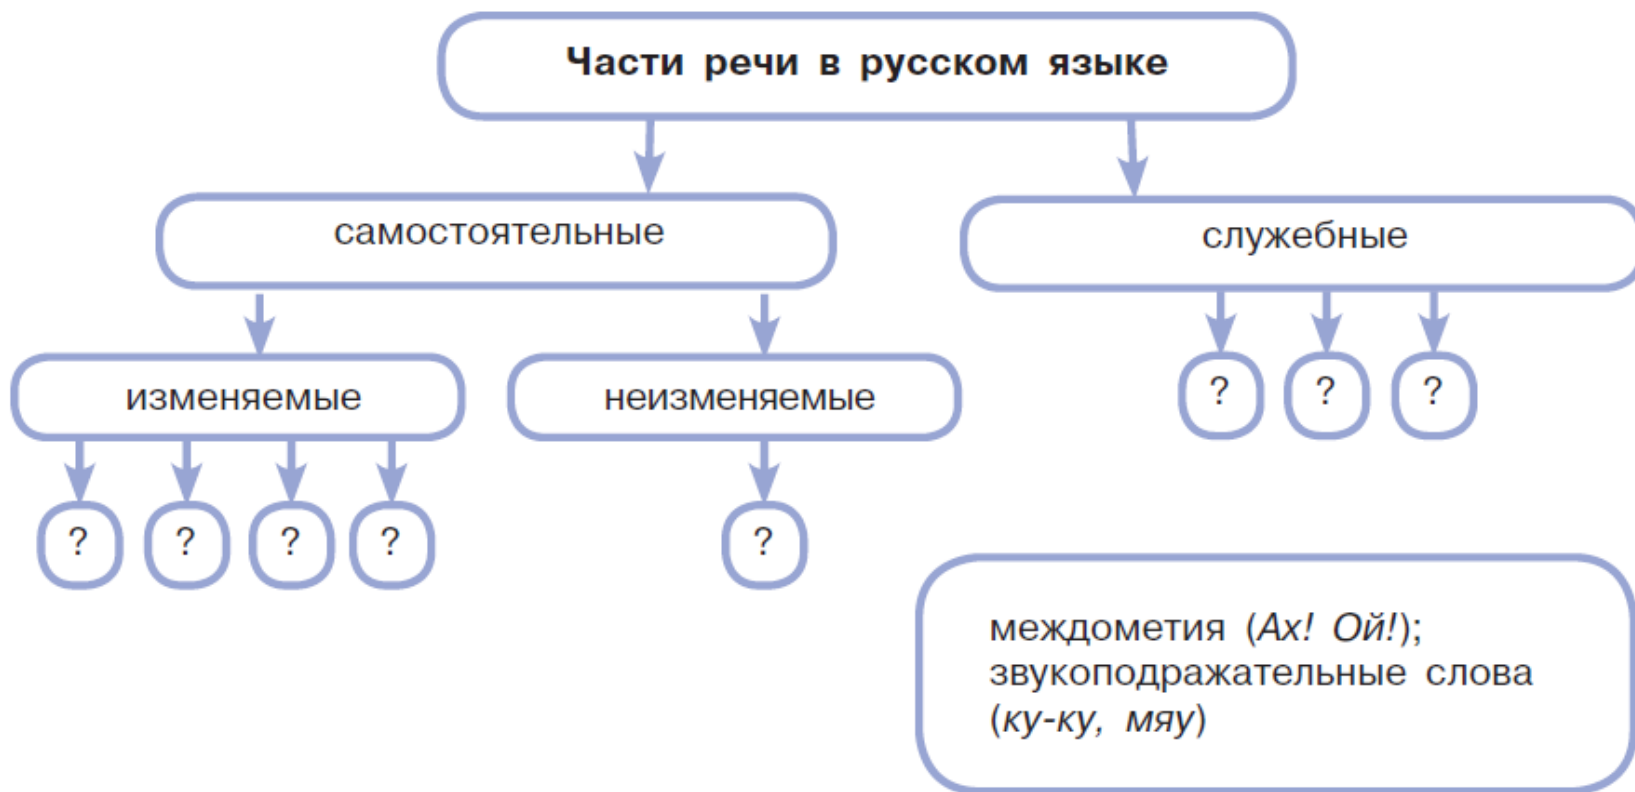 Части речи в русском языке
самостоятельные
служебные
изменяемые
неизменяемые
? ? ?
? ? ? ?
?
междометия (Ах! Ой!);
звукоподражательные слова
(ку-ку, мяу)